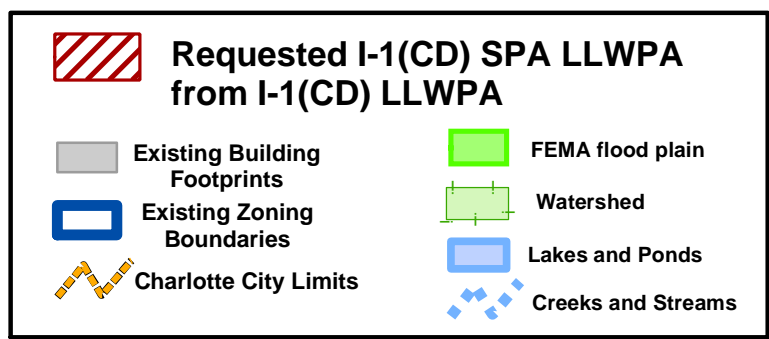 Requested I-1(CD) SPA LLWPA
from I-1(CD) LLWPA
Existing Building
Footprints
Existing Zoning
Boundaries
Charlotte City Limits
FEMA flood plain
Watershed
Lakes and Ponds
Creeks and Streams